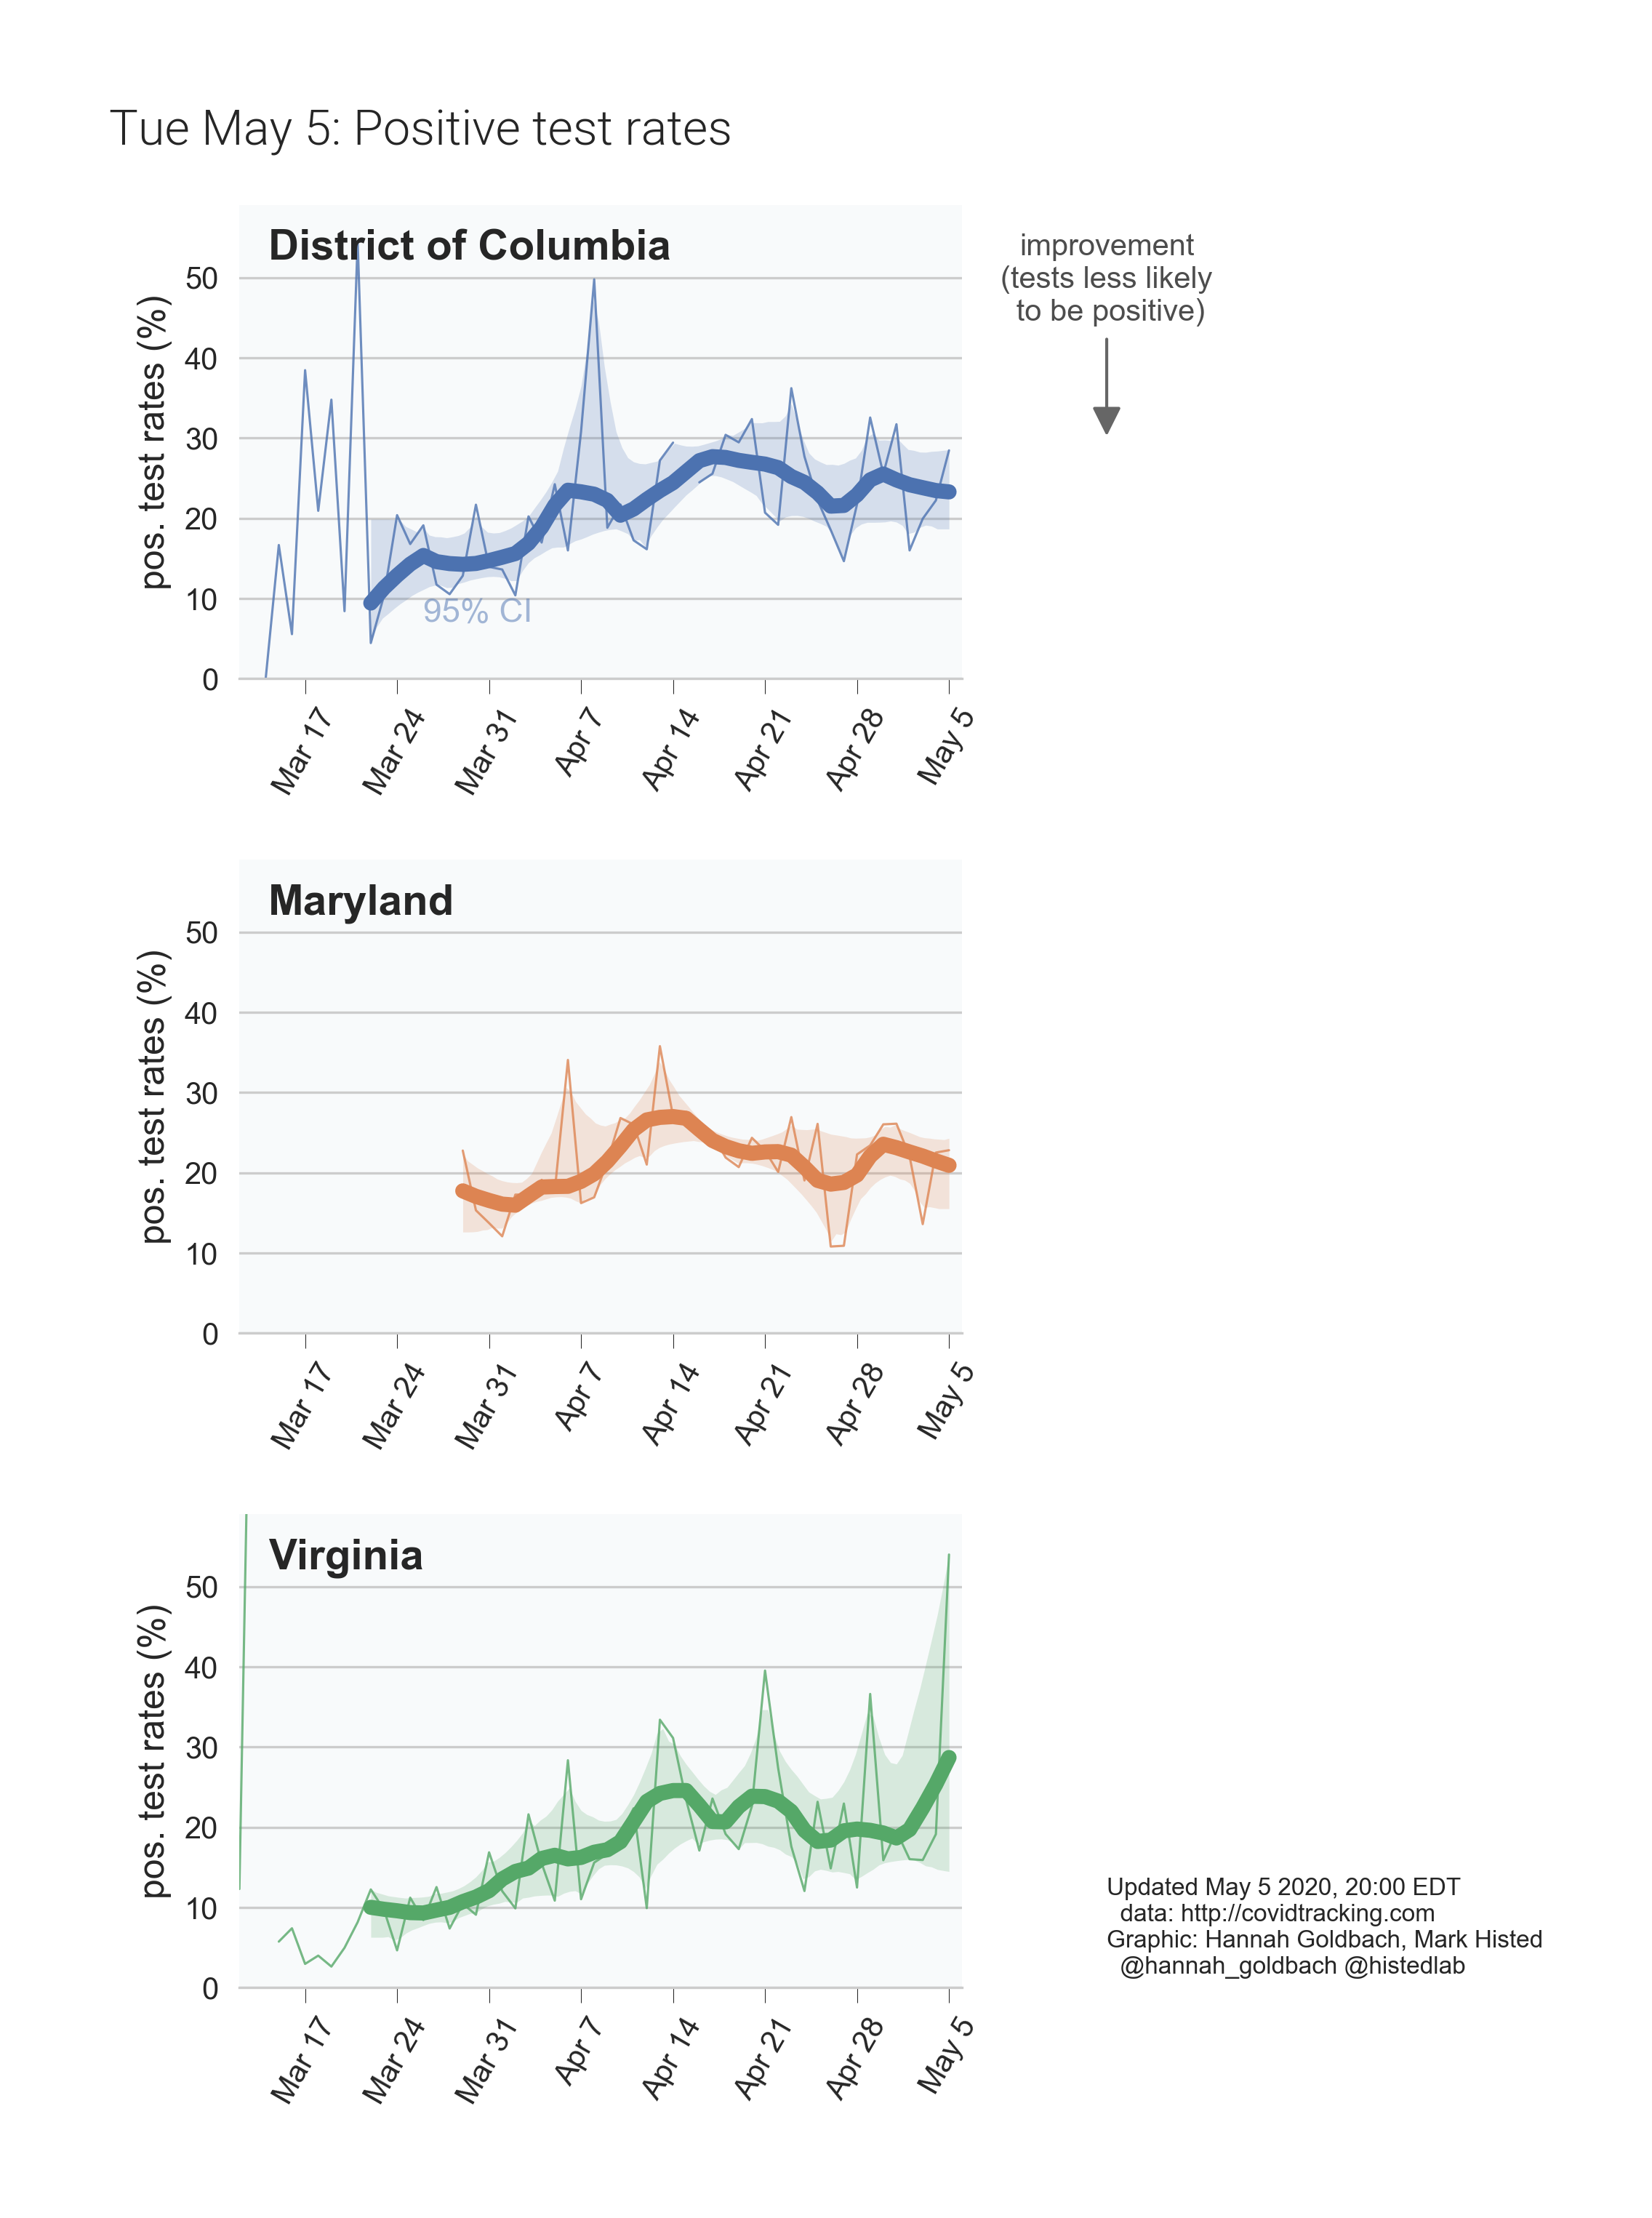 Tue May 5: Positive test rates
District of Columbia
improvement
(tests less likely
to be positive)
pos. test rates (%)
50
40
30
20
10
0
95% CI
Mar 17
Mar 24
Mar 31
Apr 7
Apr 14
Apr 21
Apr 28
May 5
Maryland
pos. test rates (%)
50
40
30
20
10
0
Mar 17
Mar 24
Mar 31
Apr 7
Apr 14
Apr 21
Apr 28
May 5
Virginia
pos. test rates (%)
50
40
30
20
10
0
Mar 17
Mar 24
Mar 31
Apr 7
Apr 14
Apr 21
Apr 28
May 5
Updated May 5 2020, 20:00 EDT
data: http://covidtracking.com
Graphic: Hannah Goldbach, Mark Histed
@hannah_goldbach @histedlab